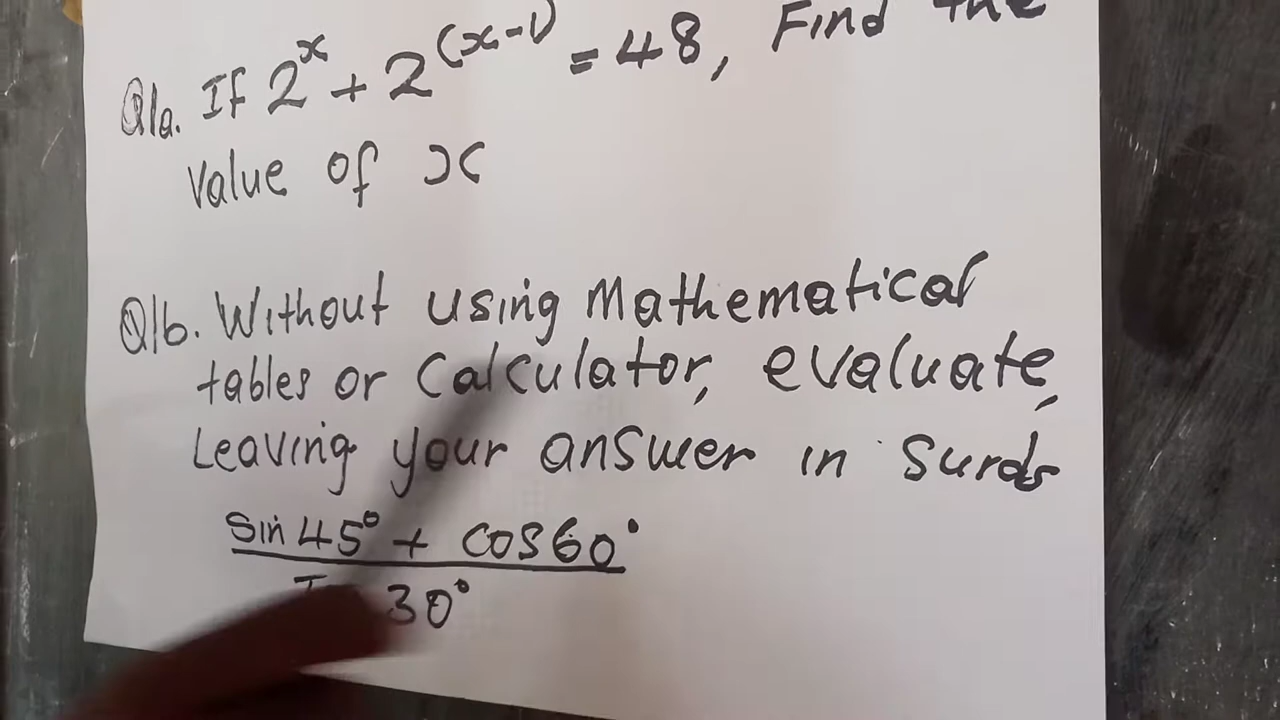 Q1a. If 2^x + 2^(x-1) = 48, Find the
Value of x
Q1b. Without using Mathematical
tables or Calculator, evaluate,
Leaving your answer in Surds
Sin 45° + Cos 60°
30°